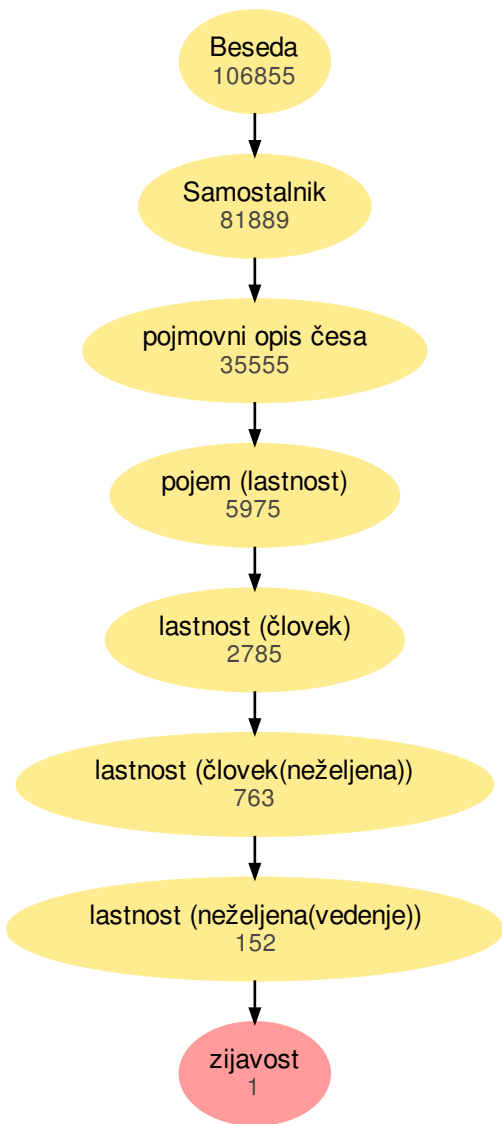 Beseda
106855
Samostalnik
81889
pojmovni opis česa
35555
pojem (lastnost)
5975
lastnost (človek)
2785
lastnost (človek(neželjena))
763
lastnost (neželjena(vedenje))
152
zijavost
1